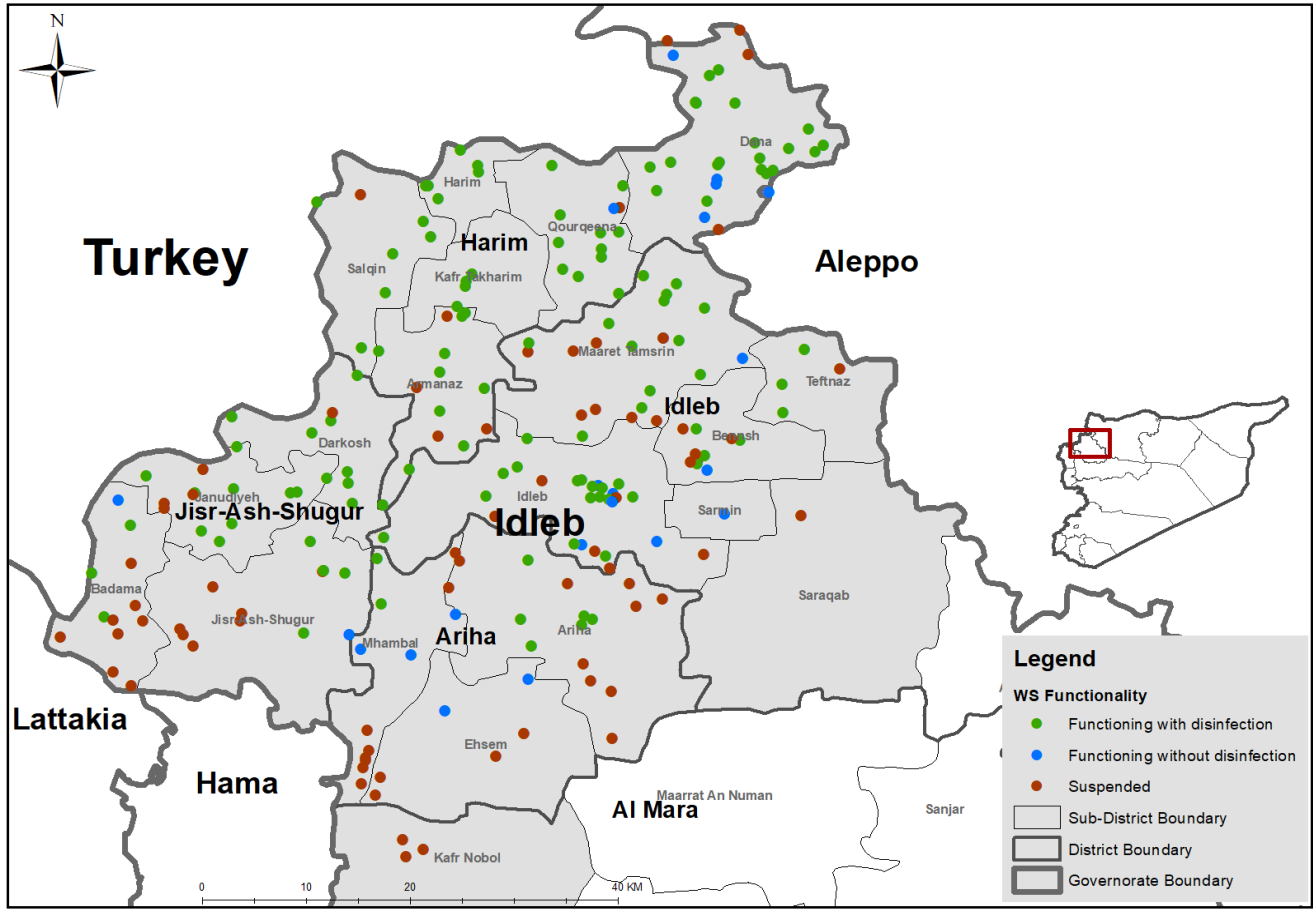 N
Dana
Harim
Qourqeena
Harim
Turkey
Aleppo
Salqin
Kafr Takharim
Maaret Tamsrin
Teftnaz
Armanaz
Idleb
Bennsh
Darkosh
Janudiyeh
Idleb
Jisr-Ash-Shugur
Idleb
Sarmin
Badama
Saraqab
Jisr-Ash-Shugur
Ariha
Ariha
Mhambal
Lattakia
Ehsem
Hama
Maarrat An Numan
Al Mara
Sanjar
Kafr Nobol
0 10 20 40 KM
Legend
WS Functionality
Functioning with disinfection
Functioning without disinfection
Suspended
Sub-District Boundary
District Boundary
Governorate Boundary